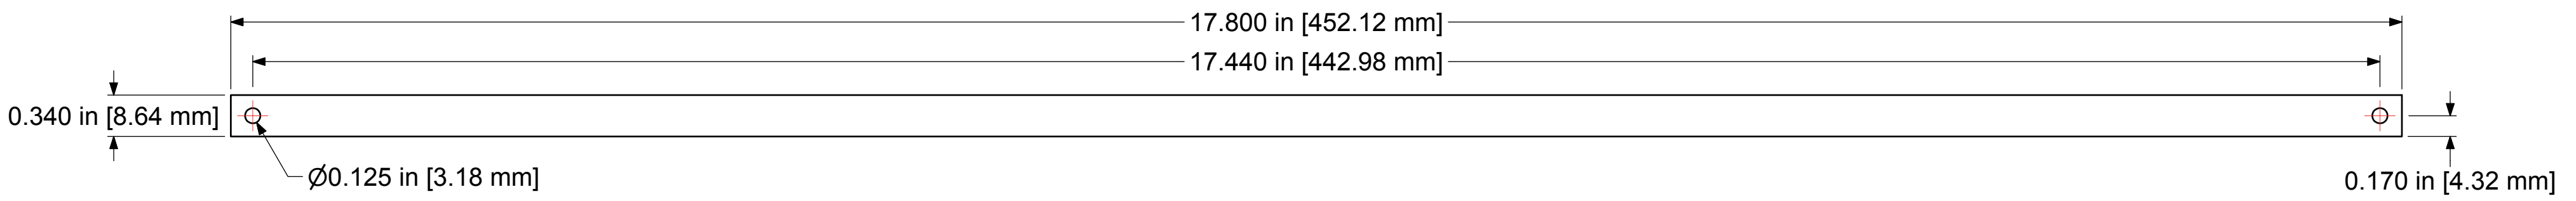 17.800 in [452.12 mm]
17.440 in [442.98 mm]
0.340 in [8.64 mm]
Ø0.125 in [3.18 mm]
0.170 in [4.32 mm]